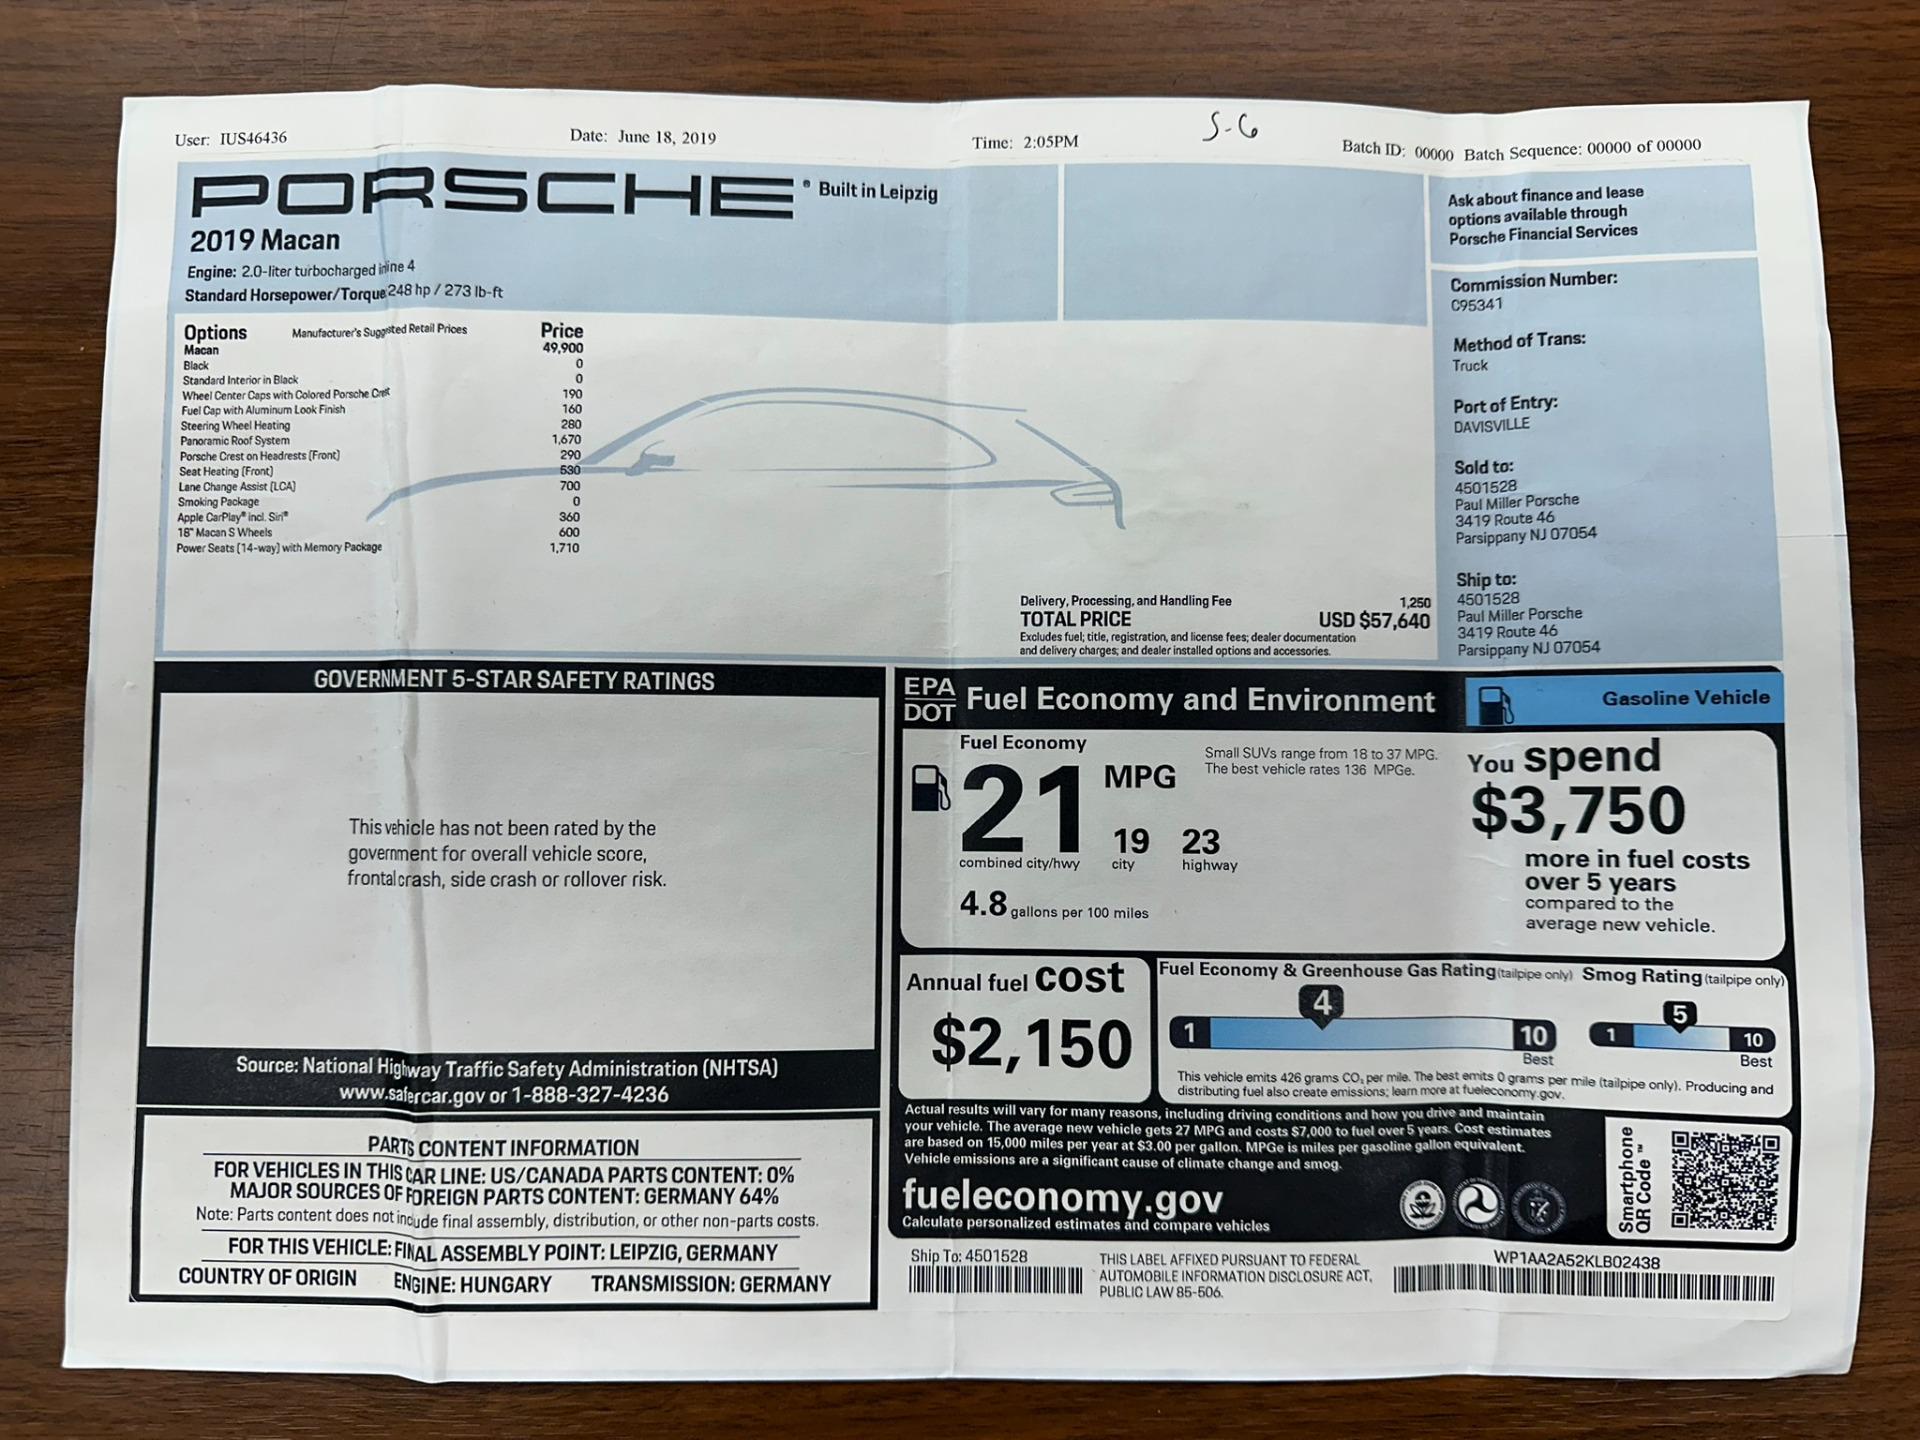 User: IUS46436 Date: June 18, 2019 Time: 2:05PM S-6 Batch ID: 00000 Batch Sequence: 00000 of 00000
PORSCHE® Built in Leipzig
2019 Macan
Engine: 2.0-liter turbocharged inline 4
Standard Horsepower/Torque 248 hp / 273 lb-ft
Options Manufacturer's Suggested Retail Prices Price
Macan 49,900
Black 0
Standard Interior in Black 0
Wheel Center Caps with Colored Porsche Crest 190
Fuel Cap with Aluminum Look Finish 160
Steering Wheel Heating 280
Panoramic Roof System 1,670
Porsche Crest on Headrests (Front) 290
Seat Heating (Front) 530
Lane Change Assist (LCA) 700
Smoking Package 0
Apple CarPlay® incl. Siri® 360
18" Macan S Wheels 600
Power Seats (14-way) with Memory Package 1,710
Delivery, Processing, and Handling Fee 1,250
TOTAL PRICE USD $57,640
Excludes fuel; title, registration, and license fees; dealer documentation
and delivery charges; and dealer installed options and accessories.
Ask about finance and lease
options available through
Porsche Financial Services
Commission Number:
C95341
Method of Trans:
Truck
Port of Entry:
DAVISVILLE
Sold to:
4501528
Paul Miller Porsche
3419 Route 46
Parsippany NJ 07054
Ship to:
4501528
Paul Miller Porsche
3419 Route 46
Parsippany NJ 07054
GOVERNMENT 5-STAR SAFETY RATINGS
This vehicle has not been rated by the
government for overall vehicle score,
frontal crash, side crash or rollover risk.
Source: National Highway Traffic Safety Administration (NHTSA)
www.safercar.gov or 1-888-327-4236
PARTS CONTENT INFORMATION
FOR VEHICLES IN THIS CAR LINE: US/CANADA PARTS CONTENT: 0%
MAJOR SOURCES OF FOREIGN PARTS CONTENT: GERMANY 64%
Note: Parts content does not include final assembly, distribution, or other non-parts costs.
FOR THIS VEHICLE: FINAL ASSEMBLY POINT: LEIPZIG, GERMANY
COUNTRY OF ORIGIN ENGINE: HUNGARY TRANSMISSION: GERMANY
EPA
DOT
Fuel Economy and Environment
Gasoline Vehicle
Fuel Economy
21 MPG
combined city/hwy
19
city
23
highway
4.8 gallons per 100 miles
Small SUVs range from 18 to 37 MPG.
The best vehicle rates 136 MPGe.
You spend
$3,750
more in fuel costs
over 5 years
compared to the
average new vehicle.
Annual fuel cost
$2,150
Fuel Economy & Greenhouse Gas Rating (tailpipe only)
4
1 10
Best
Smog Rating (tailpipe only)
5
1 10
Best
This vehicle emits 426 grams CO₂ per mile. The best emits 0 grams per mile (tailpipe only). Producing and
distributing fuel also create emissions; learn more at fueleconomy.gov.
Actual results will vary for many reasons, including driving conditions and how you drive and maintain
your vehicle. The average new vehicle gets 27 MPG and costs $7,000 to fuel over 5 years. Cost estimates
are based on 15,000 miles per year at $3.00 per gallon. MPGe is miles per gasoline gallon equivalent.
Vehicle emissions are a significant cause of climate change and smog.
fueleconomy.gov
Calculate personalized estimates and compare vehicles
Smartphone
QR Code™
Ship To: 4501528
THIS LABEL AFFIXED PURSUANT TO FEDERAL
AUTOMOBILE INFORMATION DISCLOSURE ACT,
PUBLIC LAW 85-506.
WP1AA2A52KLB02438